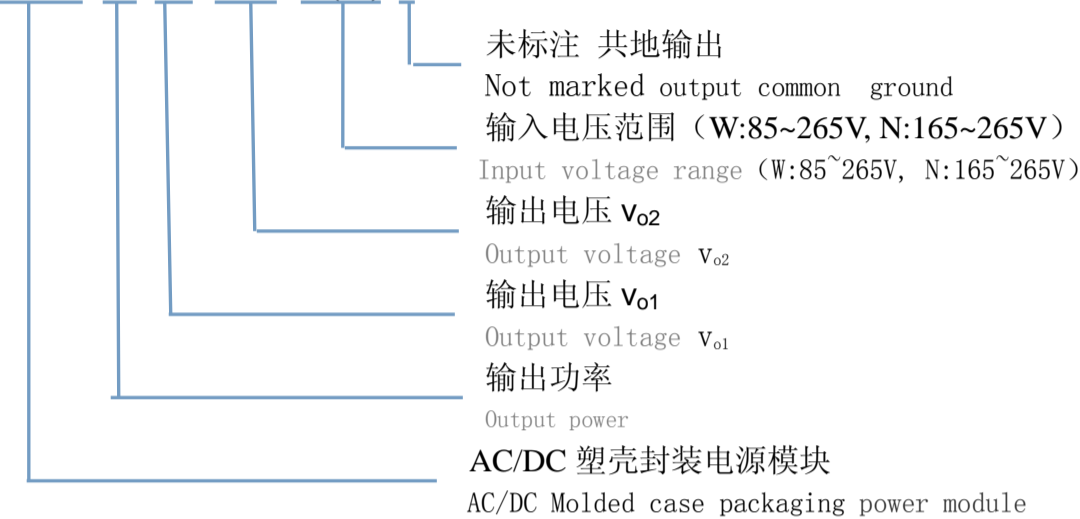 未标注 共地输出
Not marked output common ground
输入电压范围（W:85~265V, N:165~265V）
Input voltage range（W:85~265V, N:165~265V）
输出电压 Vo2
Output voltage Vo2
输出电压 Vo1
Output voltage Vo1
输出功率
Output power
AC/DC 塑壳封装电源模块
AC/DC Molded case packaging power module